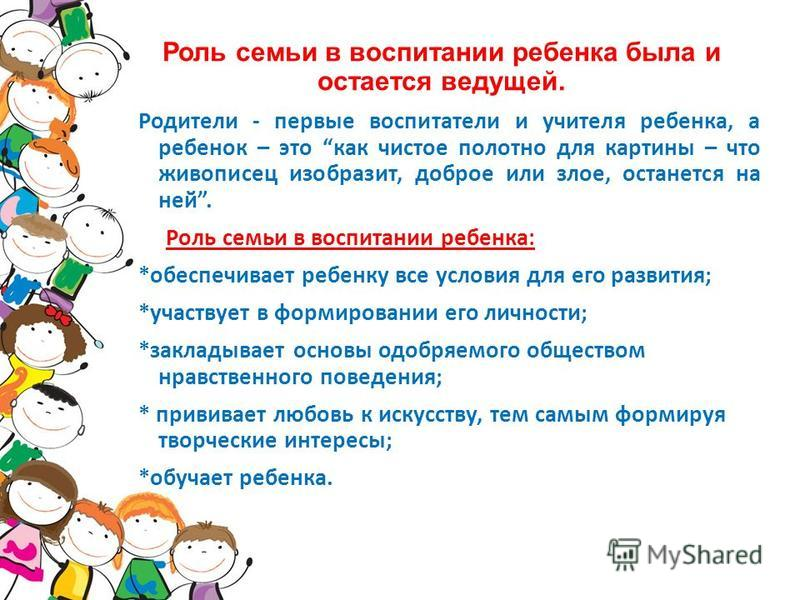 Роль семьи в воспитании ребенка была и
остается ведущей.
Родители - первые воспитатели и учителя ребенка, а
ребенок – это “как чистое полотно для картины – что
живописец изобразит, доброе или злое, останется на
ней”.
Роль семьи в воспитании ребенка:
*обеспечивает ребенку все условия для его развития;
*участвует в формировании его личности;
*закладывает основы одобряемого обществом
нравственного поведения;
* прививает любовь к искусству, тем самым формируя
творческие интересы;
*обучает ребенка.
MyShared